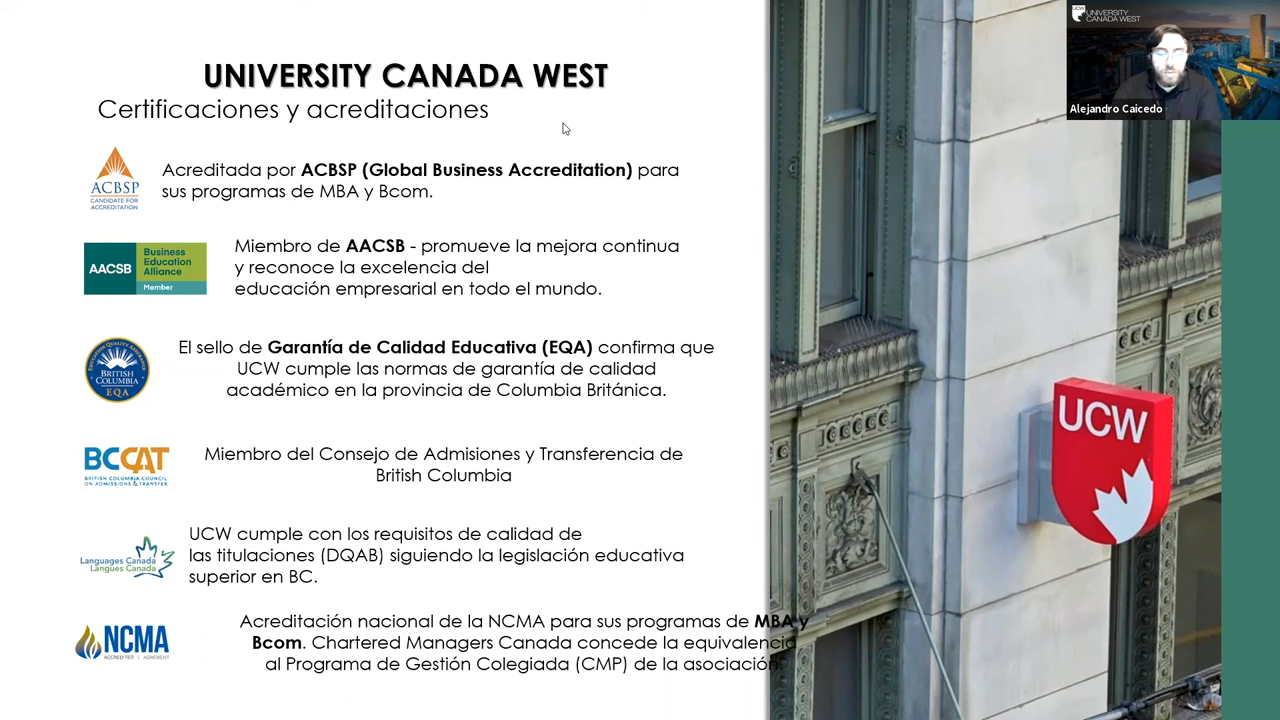 UNIVERSITY CANADA WEST
Certificaciones y acreditaciones
ACBSP
CANDIDATE FOR
ACCREDITATION
Acreditada por ACBSP (Global Business Accreditation) para
sus programas de MBA y Bcom.
AACSB
Business
Education
Alliance
Member
Miembro de AACSB - promueve la mejora continua
y reconoce la excelencia del
educación empresarial en todo el mundo.
EDUCATION QUALITY ASSURANCE
BRITISH
COLUMBIA
EQA
El sello de Garantía de Calidad Educativa (EQA) confirma que
UCW cumple las normas de garantía de calidad
académico en la provincia de Columbia Británica.
BCCAT
BRITISH COLUMBIA COUNCIL
ON ADMISSIONS & TRANSFER
Miembro del Consejo de Admisiones y Transferencia de
British Columbia
Languages Canada
Langues Canada
UCW cumple con los requisitos de calidad de
las titulaciones (DQAB) siguiendo la legislación educativa
superior en BC.
NCMA
ACCREDITED | AGREMENT
Acreditación nacional de la NCMA para sus programas de MBA y
Bcom. Chartered Managers Canada concede la equivalencia
al Programa de Gestión Colegiada (CMP) de la asociación.
UCW
UCW
UNIVERSITY
CANADA WEST
Alejandro Caicedo